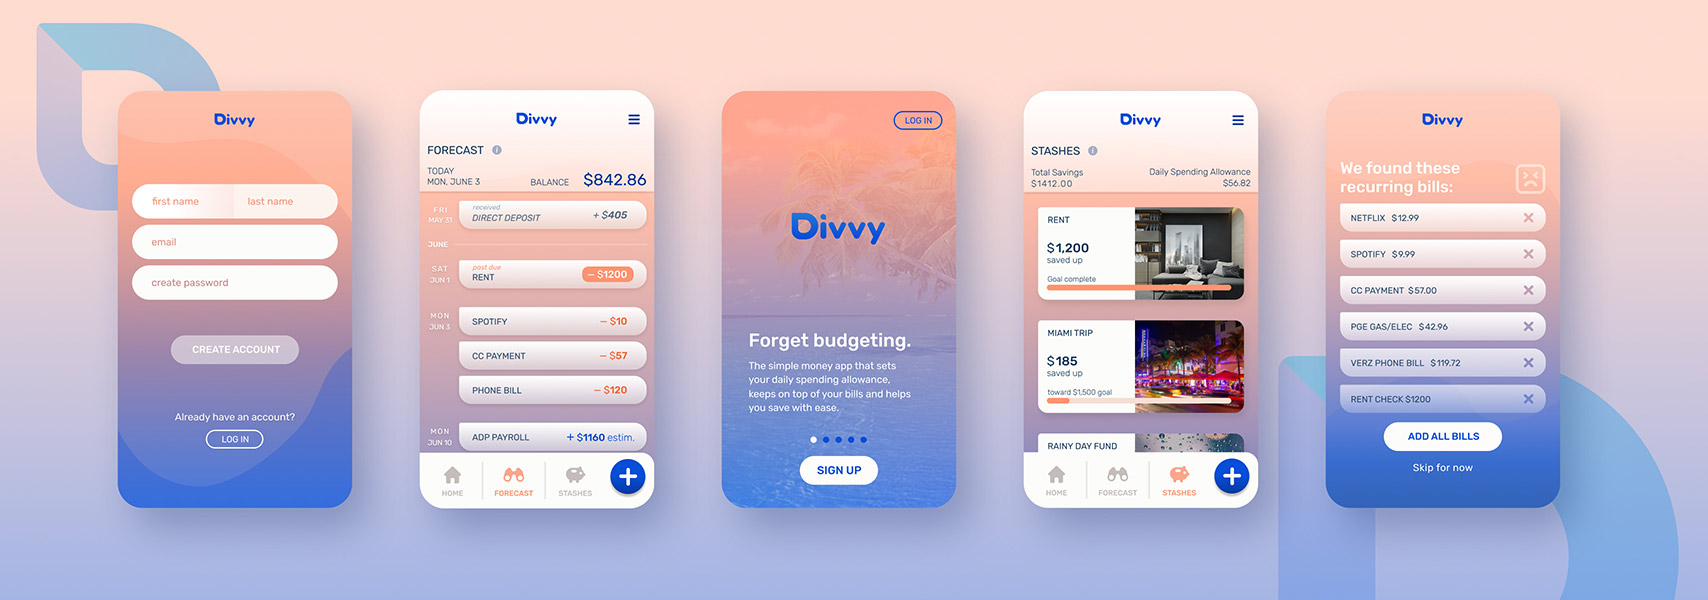 Divvy
first name
last name
email
create password
CREATE ACCOUNT
Already have an account?
LOG IN
Divvy
FORECAST i
TODAY
MON, JUNE 3
BALANCE $842.86
FRI
MAY 31
received
DIRECT DEPOSIT + $405
JUNE
SAT
JUN 1
past due
RENT – $1200
MON
JUN 3
SPOTIFY – $10
CC PAYMENT – $57
PHONE BILL – $120
MON
JUN 10
ADP PAYROLL + $1160 estim.
HOME
FORECAST
STASHES
LOG IN
Divvy
Forget budgeting.
The simple money app that sets
your daily spending allowance,
keeps on top of your bills and helps
you save with ease.
SIGN UP
Divvy
STASHES i
Total Savings
$1412.00
Daily Spending Allowance
$56.82
RENT
$1,200
saved up
Goal complete
MIAMI TRIP
$185
saved up
toward $1,500 goal
RAINY DAY FUND
HOME
FORECAST
STASHES
Divvy
We found these
recurring bills:
NETFLIX $12.99
SPOTIFY $9.99
CC PAYMENT $57.00
PGE GAS/ELEC $42.96
VERZ PHONE BILL $119.72
RENT CHECK $1200
ADD ALL BILLS
Skip for now